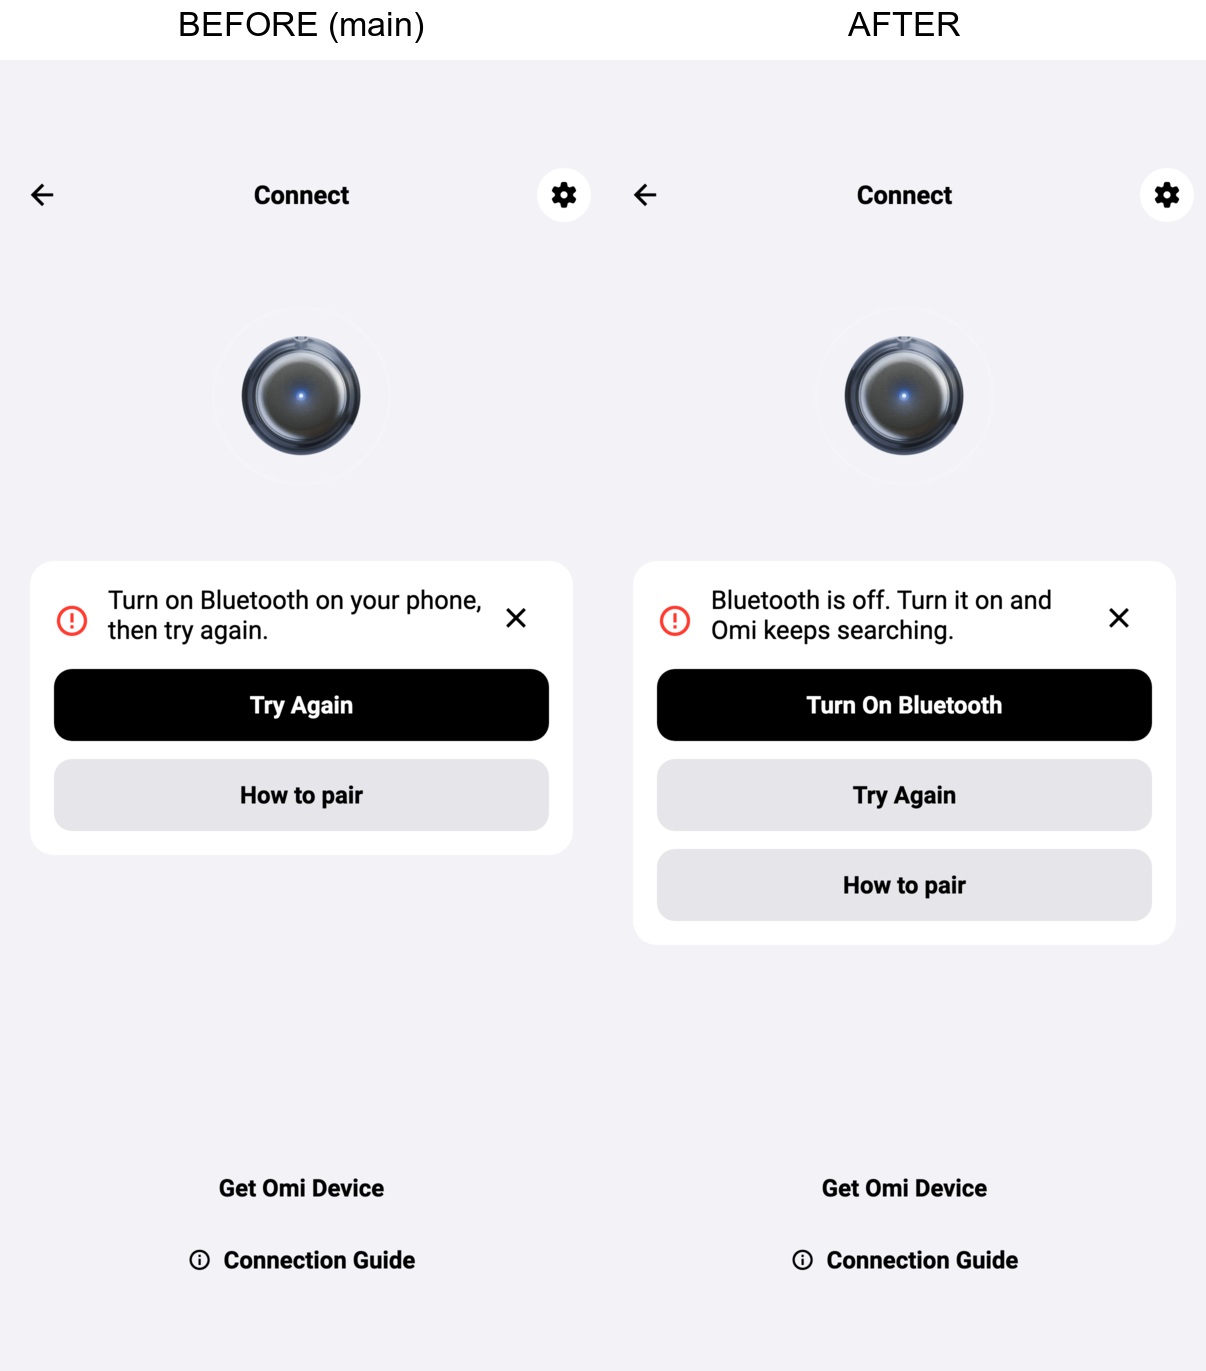 BEFORE (main)
Connect
Turn on Bluetooth on your phone,
then try again.
Try Again
How to pair
Get Omi Device
Connection Guide
AFTER
Connect
Bluetooth is off. Turn it on and
Omi keeps searching.
Turn On Bluetooth
Try Again
How to pair
Get Omi Device
Connection Guide